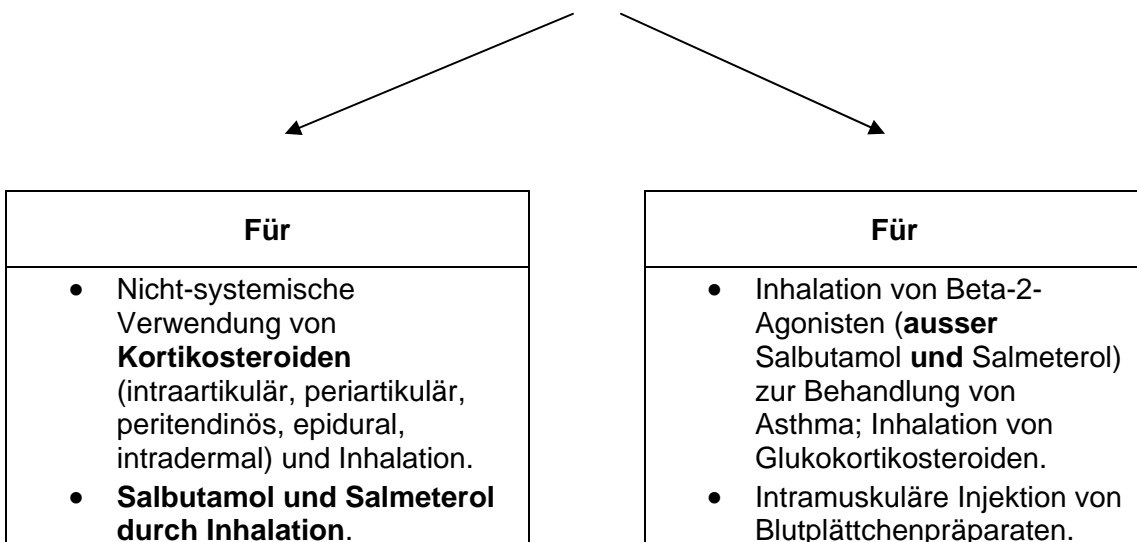 Für
• Nicht-systemische
Verwendung von
Kortikosteroiden
(intraartikulär, periartikulär,
peritendinös, epidural,
intradermal) und Inhalation.
• Salbutamol und Salmeterol
durch Inhalation.
Für
• Inhalation von Beta-2-
Agonisten (ausser
Salbutamol und Salmeterol)
zur Behandlung von
Asthma; Inhalation von
Glukokortikosteroiden.
• Intramuskuläre Injektion von
Blutplättchenpräparaten.